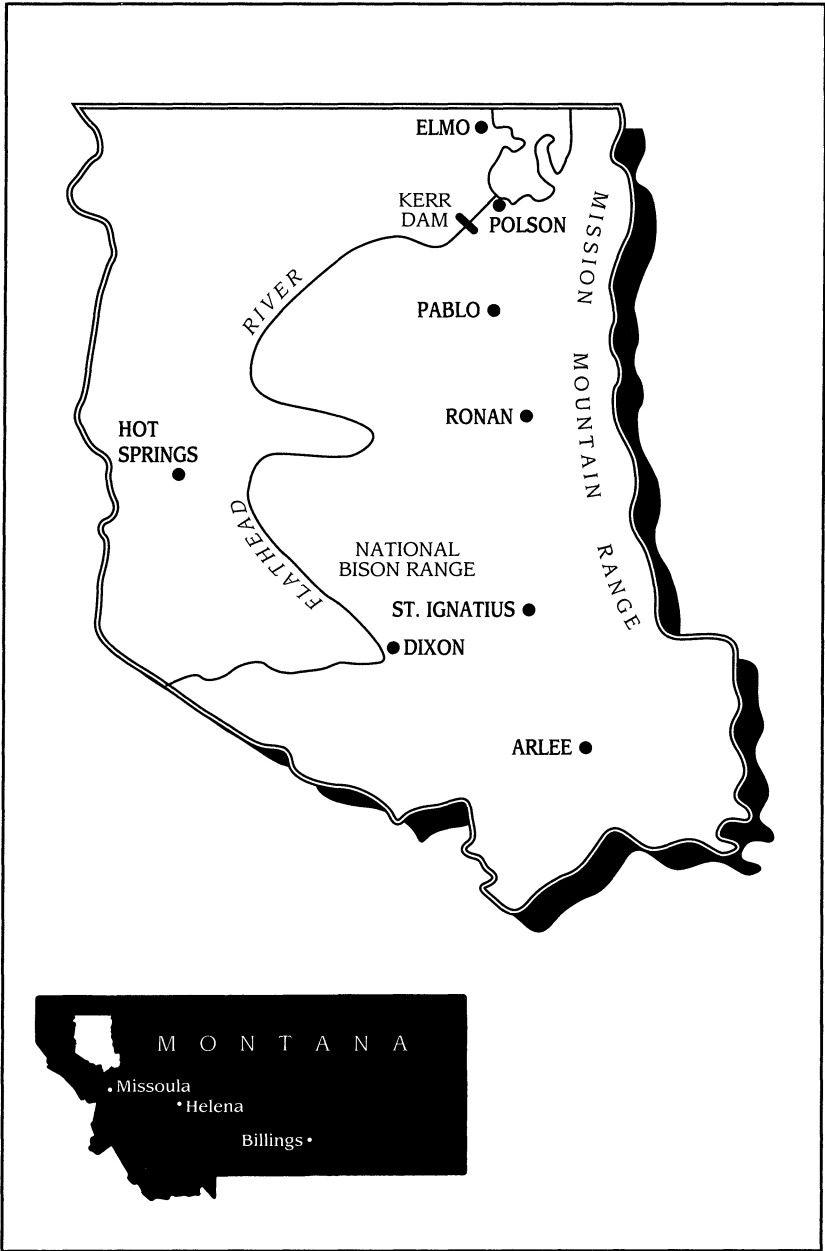 ELMO
KERR
DAM
POLSON
MISSION MOUNTAIN RANGE
RIVER
PABLO
RONAN
HOT
SPRINGS
FLATHEAD
NATIONAL
BISON RANGE
ST. IGNATIUS
DIXON
ARLEE
MONTANA
Missoula
Helena
Billings